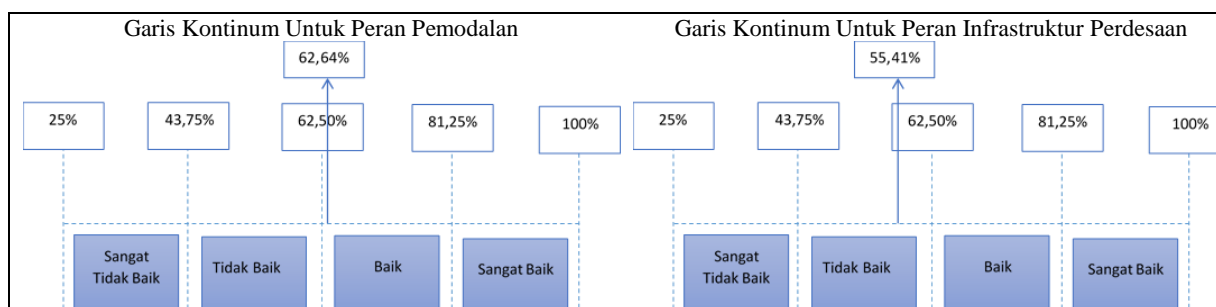 Garis Kontinum Untuk Peran Pemodalan
62,64%
25%
43,75%
62,50%
81,25%
100%
Sangat
Tidak Baik
Tidak Baik
Baik
Sangat Baik
Garis Kontinum Untuk Peran Infrastruktur Perdesaan
55,41%
25%
43,75%
62,50%
81,25%
100%
Sangat
Tidak Baik
Tidak Baik
Baik
Sangat Baik